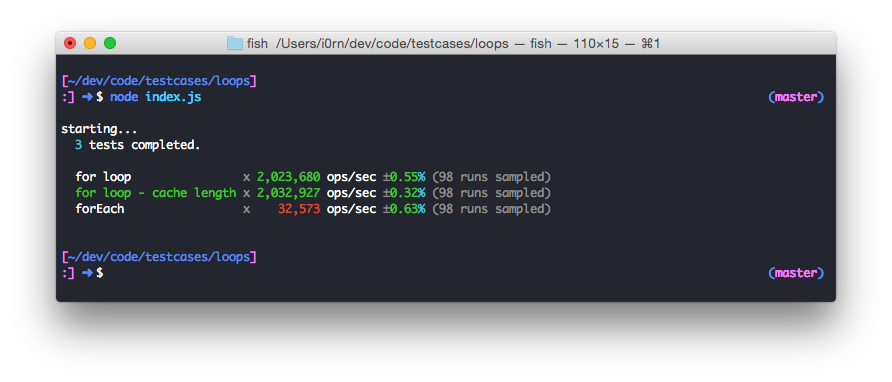 fish /Users/i0rn/dev/code/testcases/loops — fish — 110×15 — ⌘1
[~/dev/code/testcases/loops]
:] ➜ $ node index.js (master)
starting...
3 tests completed.
for loop x 2,023,680 ops/sec ±0.55% (98 runs sampled)
for loop - cache length x 2,032,927 ops/sec ±0.32% (98 runs sampled)
forEach x 32,573 ops/sec ±0.63% (98 runs sampled)
[~/dev/code/testcases/loops]
:] ➜ $ (master)